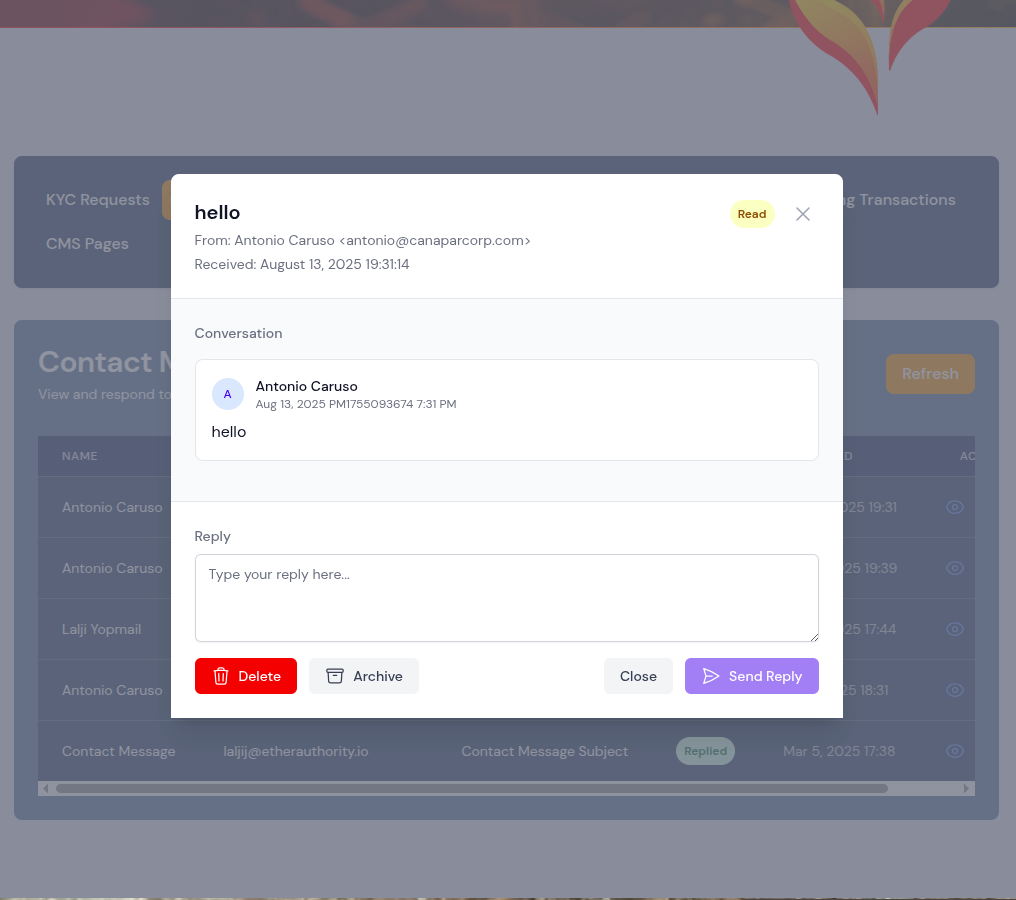 KYC Requests
ng Transactions
CMS Pages
hello
Read
From: Antonio Caruso <antonio@canaparcorp.com>
Received: August 13, 2025 19:31:14
Conversation
A
Antonio Caruso
Aug 13, 2025 PM1755093674 7:31 PM
hello
Reply
Type your reply here...
Delete
Archive
Close
Send Reply
Contact M
View and respond to
Refresh
NAME
D
AC
Antonio Caruso
025 19:31
Antonio Caruso
25 19:39
Lalji Yopmail
25 17:44
Antonio Caruso
25 18:31
Contact Message laljij@etherauthority.io Contact Message Subject Replied Mar 5, 2025 17:38